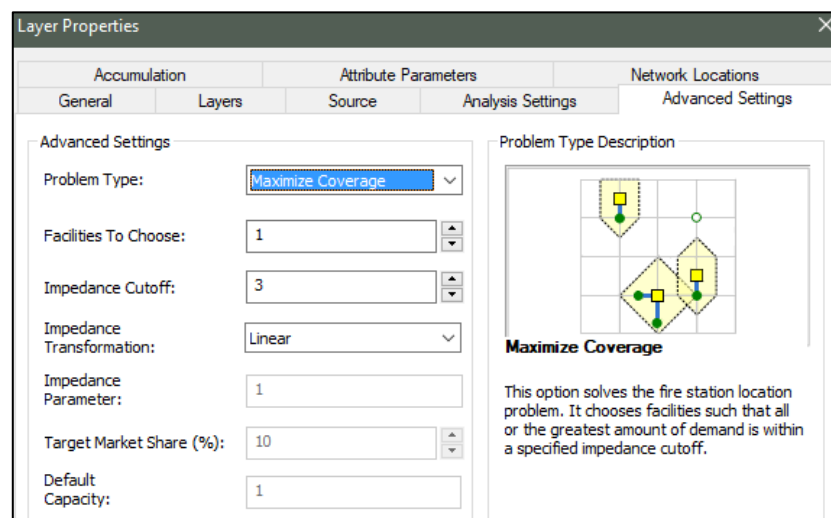 Layer Properties
Accumulation Attribute Parameters Network Locations
General Layers Source Analysis Settings Advanced Settings
Advanced Settings
Problem Type: Maximize Coverage
Facilities To Choose: 1
Impedance Cutoff: 3
Impedance
Transformation: Linear
Impedance
Parameter: 1
Target Market Share (%): 10
Default
Capacity: 1
Problem Type Description
Maximize Coverage
This option solves the fire station location
problem. It chooses facilities such that all
or the greatest amount of demand is within
a specified impedance cutoff.